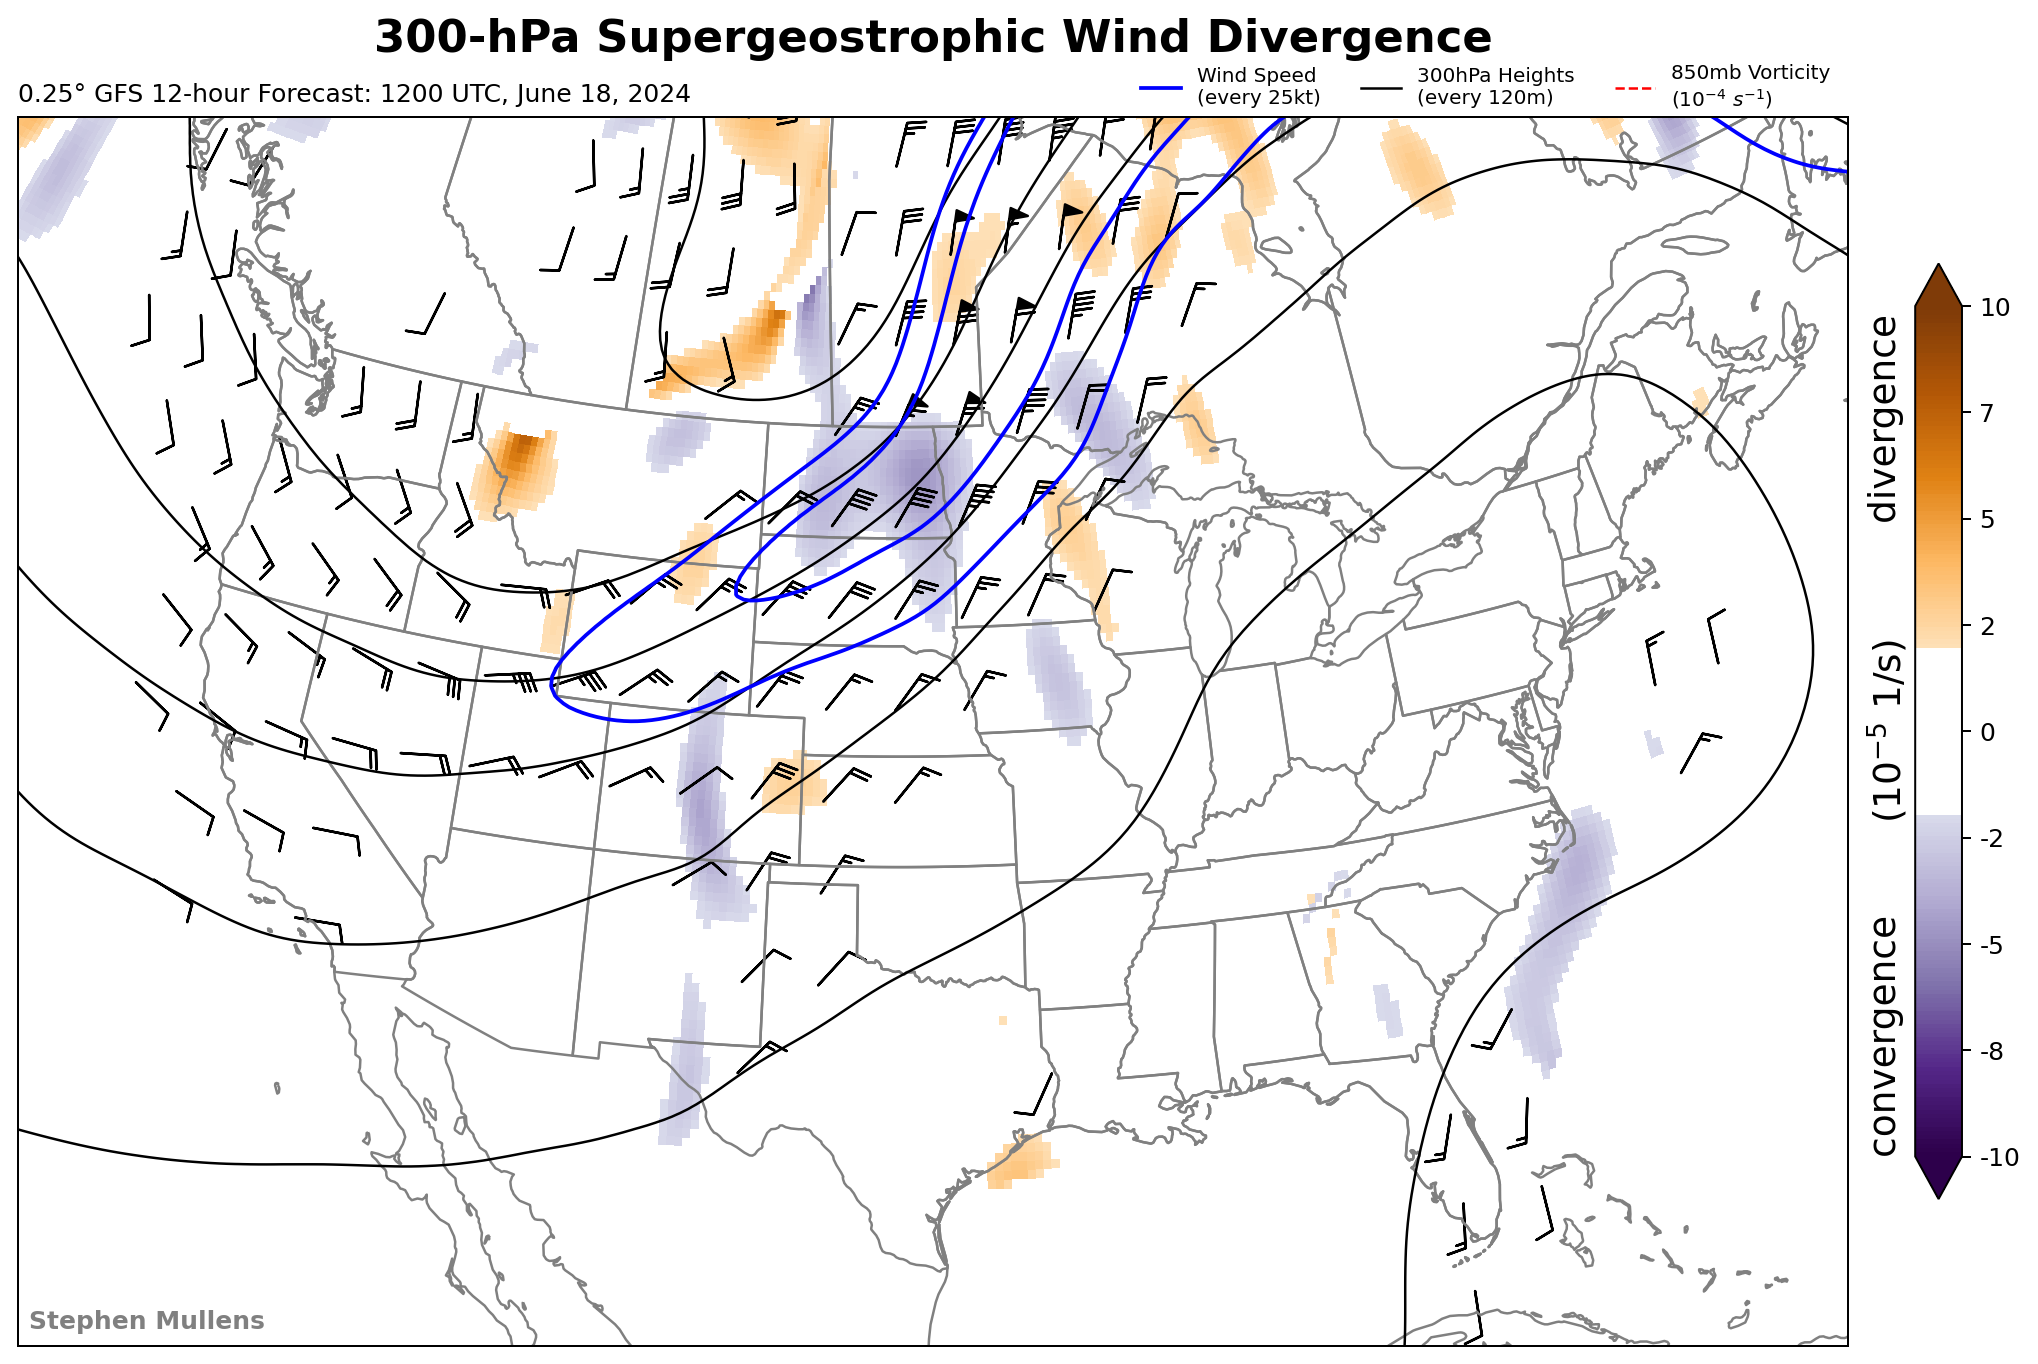 300-hPa Supergeostrophic Wind Divergence
0.25° GFS 12-hour Forecast: 1200 UTC, June 18, 2024
Wind Speed
(every 25kt)
300hPa Heights
(every 120m)
850mb Vorticity
(10⁻⁴ s⁻¹)
10
7
5
2
0
-2
-5
-8
-10
convergence (10⁻⁵ 1/s) divergence
Stephen Mullens